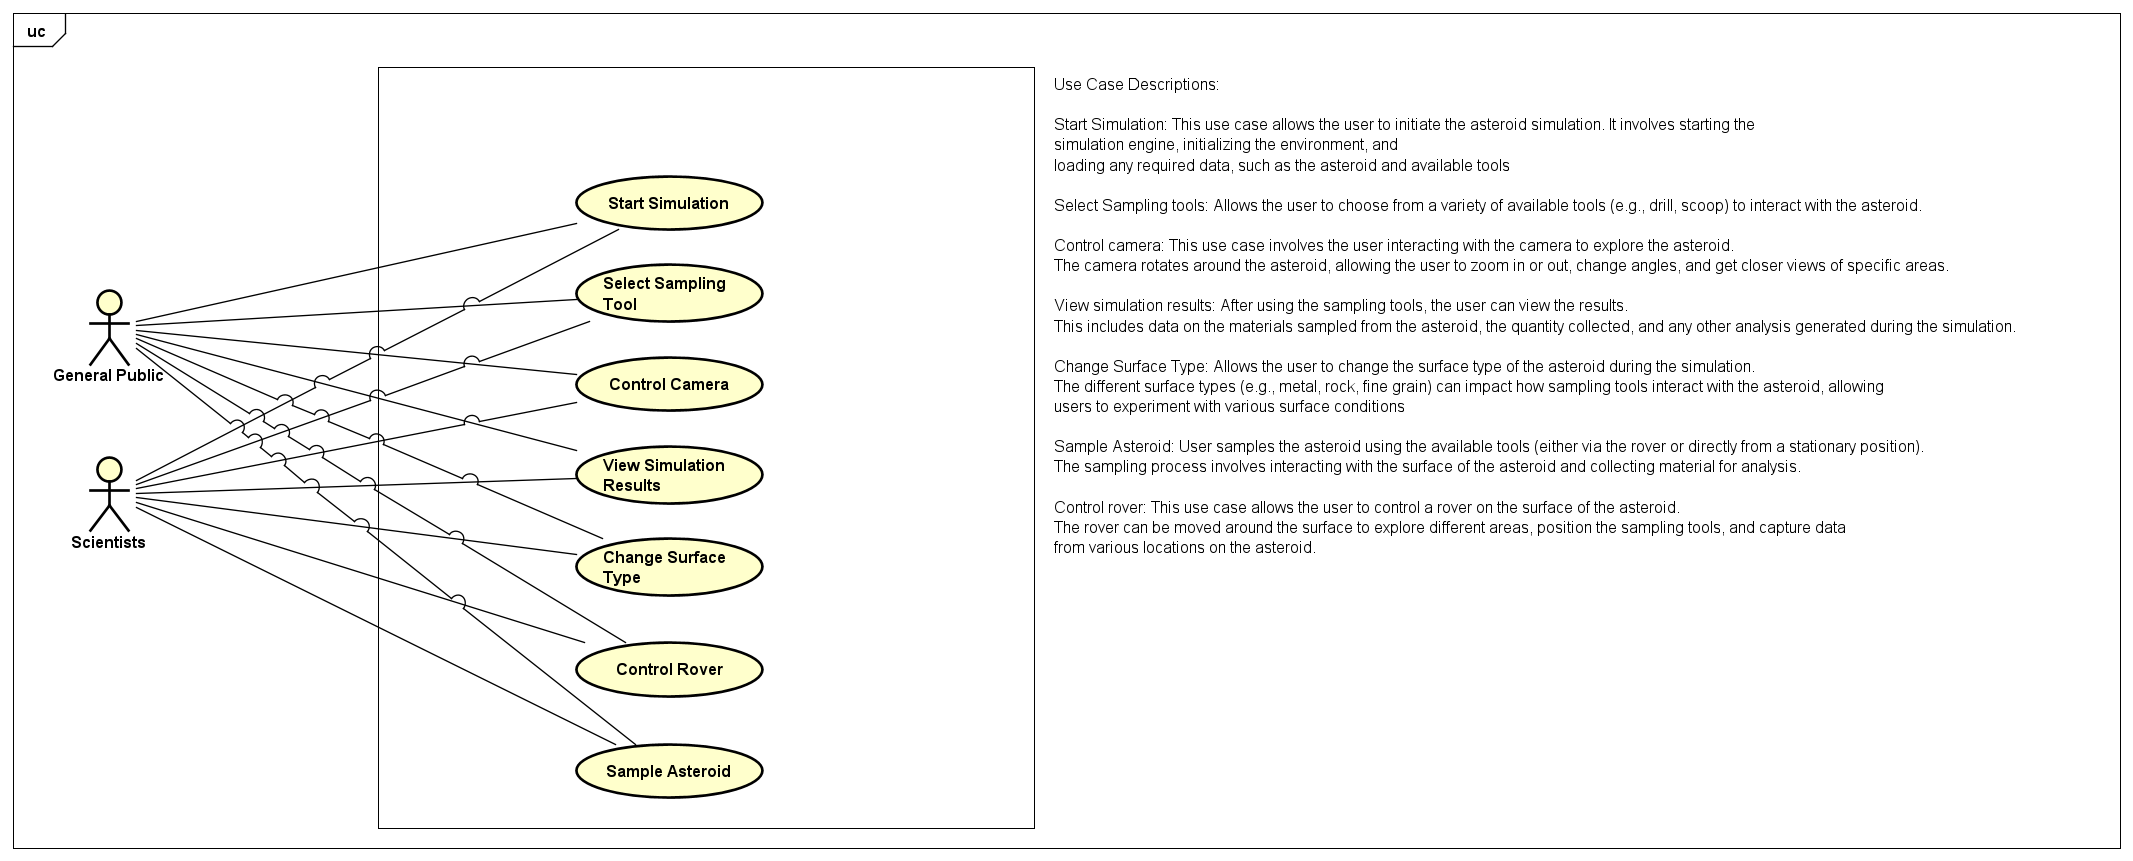 uc
Start Simulation
Select Sampling
Tool
Control Camera
View Simulation
Results
Change Surface
Type
Control Rover
Sample Asteroid
General Public
Scientists
Use Case Descriptions:
Start Simulation: This use case allows the user to initiate the asteroid simulation. It involves starting the
simulation engine, initializing the environment, and
loading any required data, such as the asteroid and available tools
Select Sampling tools: Allows the user to choose from a variety of available tools (e.g., drill, scoop) to interact with the asteroid.
Control camera: This use case involves the user interacting with the camera to explore the asteroid.
The camera rotates around the asteroid, allowing the user to zoom in or out, change angles, and get closer views of specific areas.
View simulation results: After using the sampling tools, the user can view the results.
This includes data on the materials sampled from the asteroid, the quantity collected, and any other analysis generated during the simulation.
Change Surface Type: Allows the user to change the surface type of the asteroid during the simulation.
The different surface types (e.g., metal, rock, fine grain) can impact how sampling tools interact with the asteroid, allowing
users to experiment with various surface conditions
Sample Asteroid: User samples the asteroid using the available tools (either via the rover or directly from a stationary position).
The sampling process involves interacting with the surface of the asteroid and collecting material for analysis.
Control rover: This use case allows the user to control a rover on the surface of the asteroid.
The rover can be moved around the surface to explore different areas, position the sampling tools, and capture data
from various locations on the asteroid.